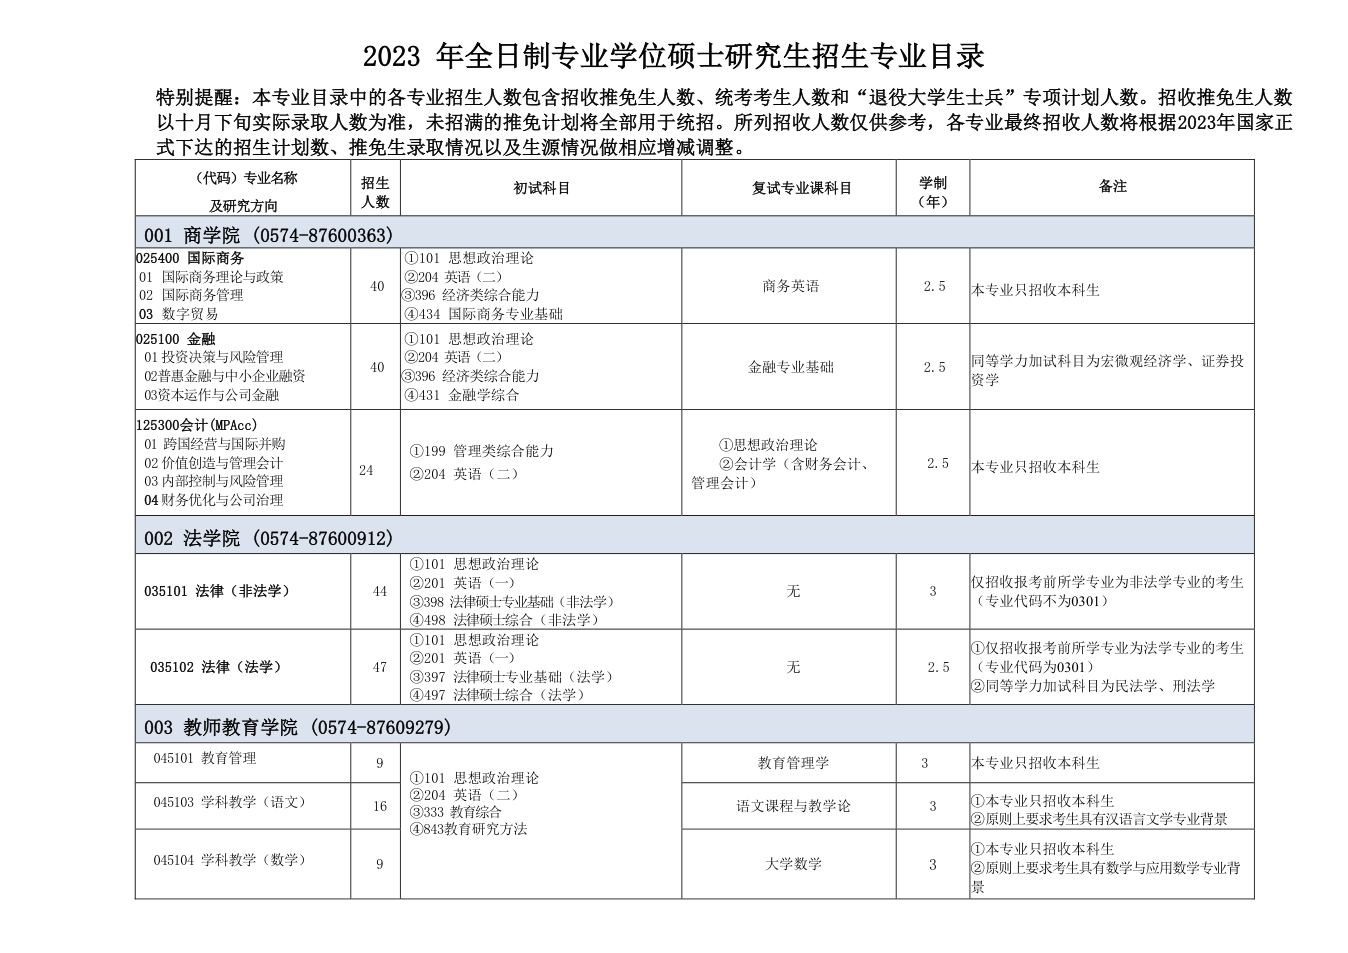 2023 年全日制专业学位硕士研究生招生专业目录
特别提醒：本专业目录中的各专业招生人数包含招收推免生人数、统考考生人数和“退役大学生士兵”专项计划人数。招收推免生人数
以十月下旬实际录取人数为准，未招满的推免计划将全部用于统招。所列招收人数仅供参考，各专业最终招收人数将根据2023年国家正
式下达的招生计划数、推免生录取情况以及生源情况做相应增减调整。
（代码）专业名称
及研究方向
招生
人数
初试科目
复试专业课科目
学制
（年）
备注
001 商学院 (0574-87600363)
025400 国际商务
01 国际商务理论与政策
02 国际商务管理
03 数字贸易
40
①101 思想政治理论
②204 英语（二）
③396 经济类综合能力
④434 国际商务专业基础
商务英语
2.5
本专业只招收本科生
025100 金融
01 投资决策与风险管理
02普惠金融与中小企业融资
03资本运作与公司金融
40
①101 思想政治理论
②204 英语（二）
③396 经济类综合能力
④431 金融学综合
金融专业基础
2.5
同等学力加试科目为宏微观经济学、证券投
资学
125300会计(MPAcc)
01 跨国经营与国际并购
02 价值创造与管理会计
03 内部控制与风险管理
04 财务优化与公司治理
24
①199 管理类综合能力
②204 英语（二）
①思想政治理论
②会计学（含财务会计、
管理会计）
2.5
本专业只招收本科生
002 法学院 (0574-87600912)
035101 法律（非法学）
44
①101 思想政治理论
②201 英语（一）
③398 法律硕士专业基础（非法学）
④498 法律硕士综合（非法学）
无
3
仅招收报考前所学专业为非法学专业的考生
（专业代码不为0301）
035102 法律（法学）
47
①101 思想政治理论
②201 英语（一）
③397 法律硕士专业基础（法学）
④497 法律硕士综合（法学）
无
2.5
①仅招收报考前所学专业为法学专业的考生
（专业代码为0301）
②同等学力加试科目为民法学、刑法学
003 教师教育学院 (0574-87609279)
045101 教育管理
9
①101 思想政治理论
②204 英语（二）
③333 教育综合
④843教育研究方法
教育管理学
3
本专业只招收本科生
045103 学科教学（语文）
16
语文课程与教学论
3
①本专业只招收本科生
②原则上要求考生具有汉语言文学专业背景
045104 学科教学（数学）
9
大学数学
3
①本专业只招收本科生
②原则上要求考生具有数学与应用数学专业背
景